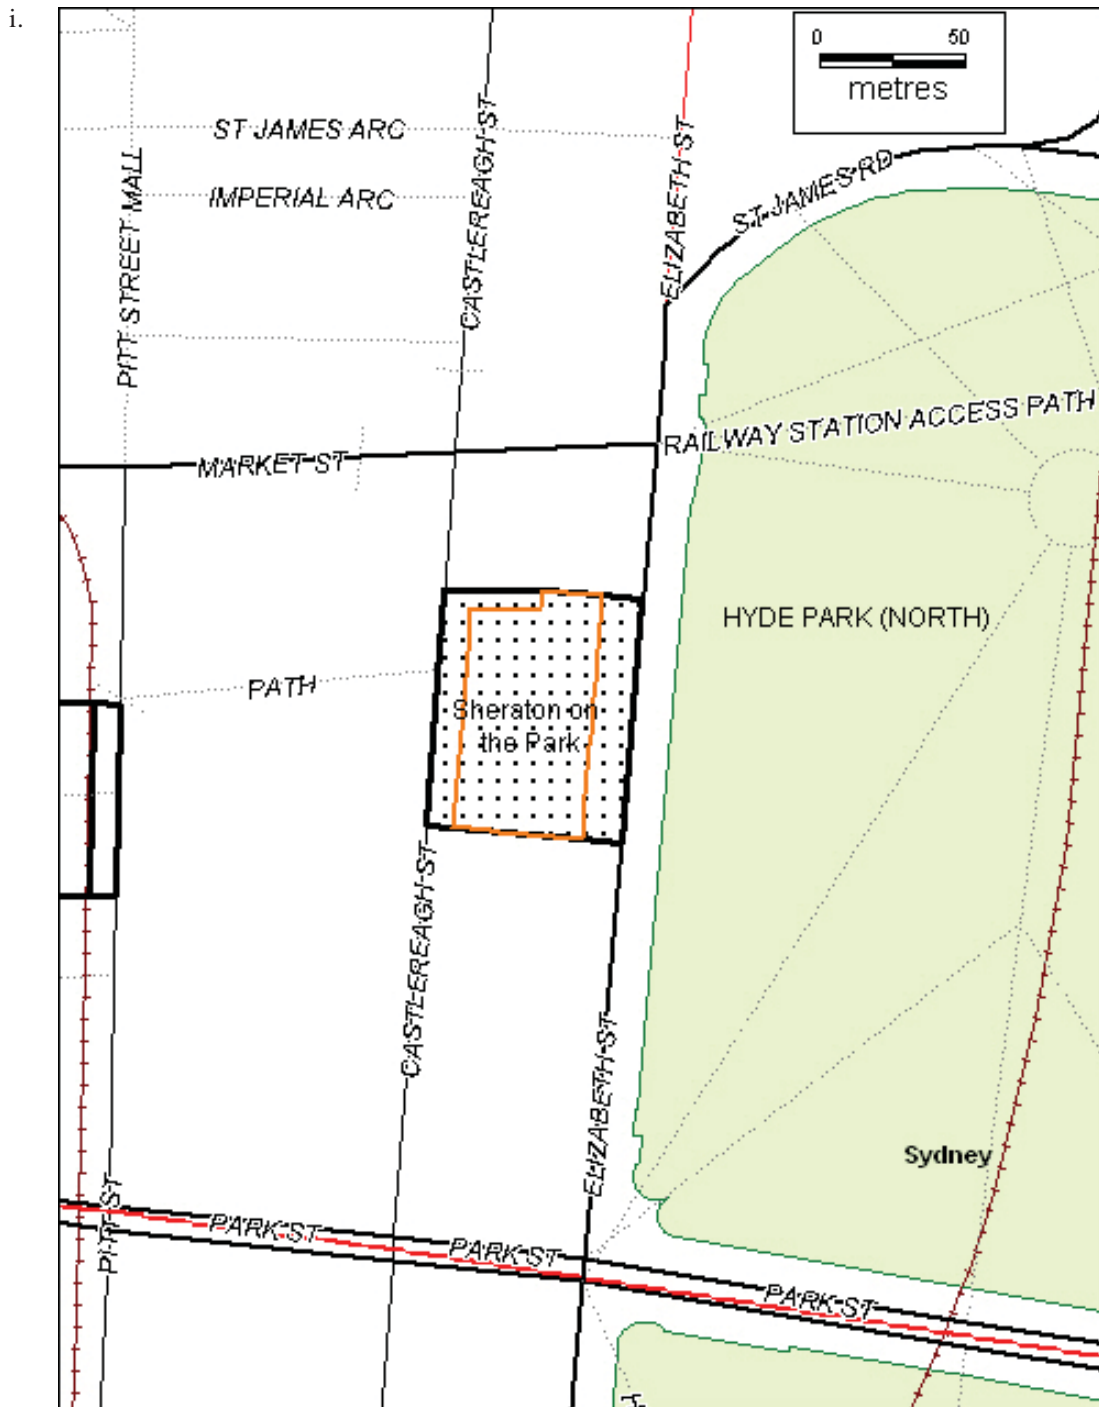 i.
0 50
metres
ST JAMES ARC
CASTLEREAGH ST
ELIZABETH ST
ST JAMES RD
IMPERIAL ARC
PITT STREET MALL
RAILWAY STATION ACCESS PATH
MARKET ST
HYDE PARK (NORTH)
PATH
Sheraton on
the Park
CASTLEREAGH ST
ELIZABETH ST
Sydney
PITT ST
PARK ST
PARK ST
PARK ST